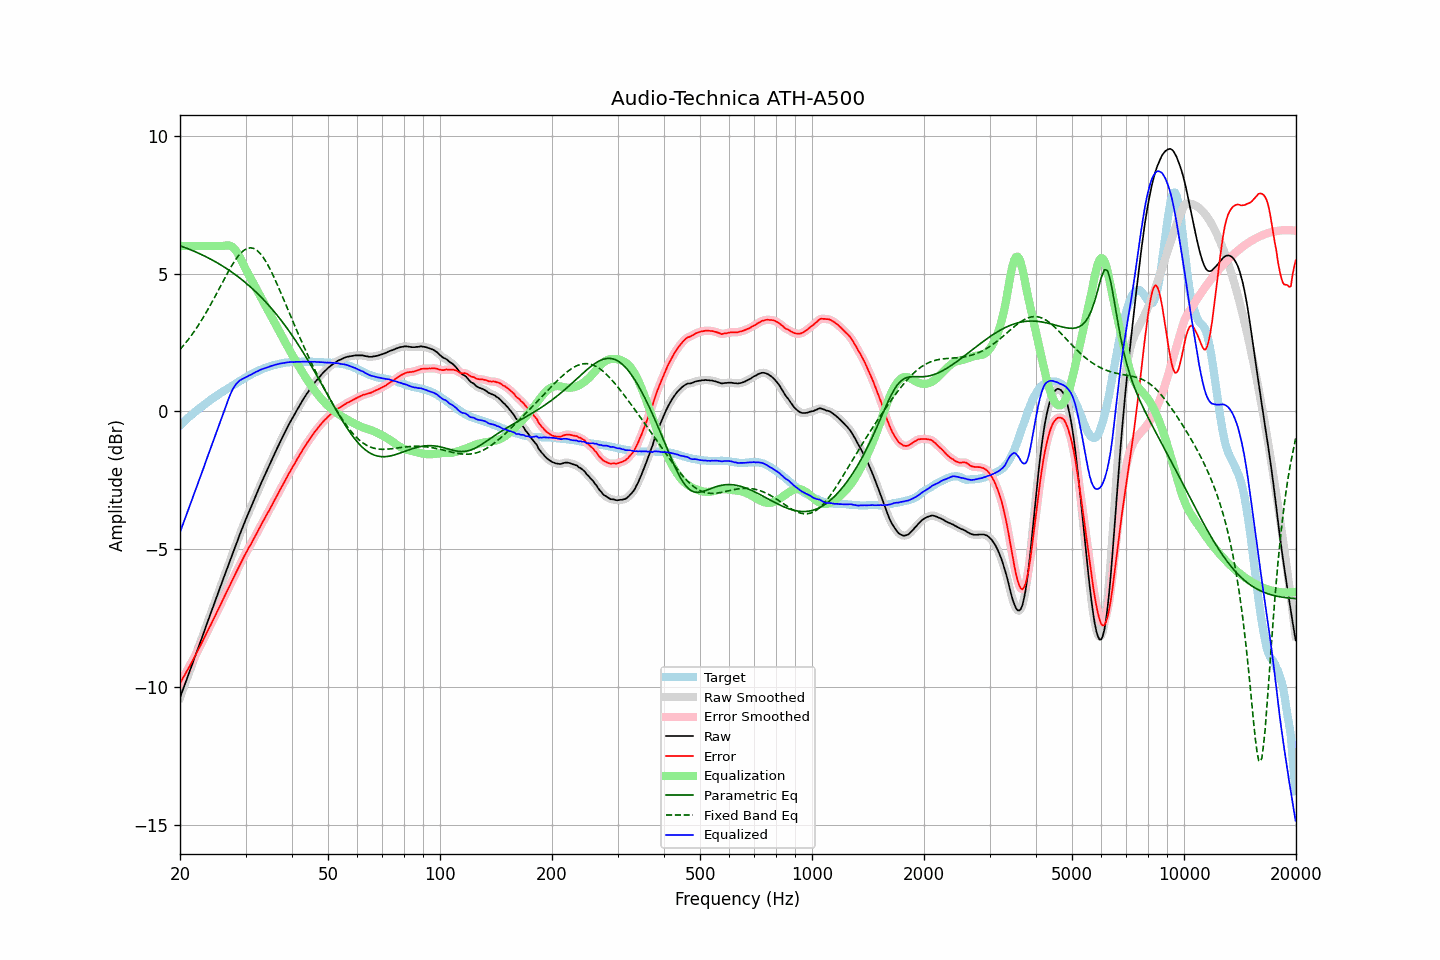 Audio-Technica ATH-A500
10
5
0
−5
−10
−15
Amplitude (dBr)
Target
Raw Smoothed
Error Smoothed
Raw
Error
Equalization
Parametric Eq
Fixed Band Eq
Equalized
20 50 100 200 500 1000 2000 5000 10000 20000
Frequency (Hz)